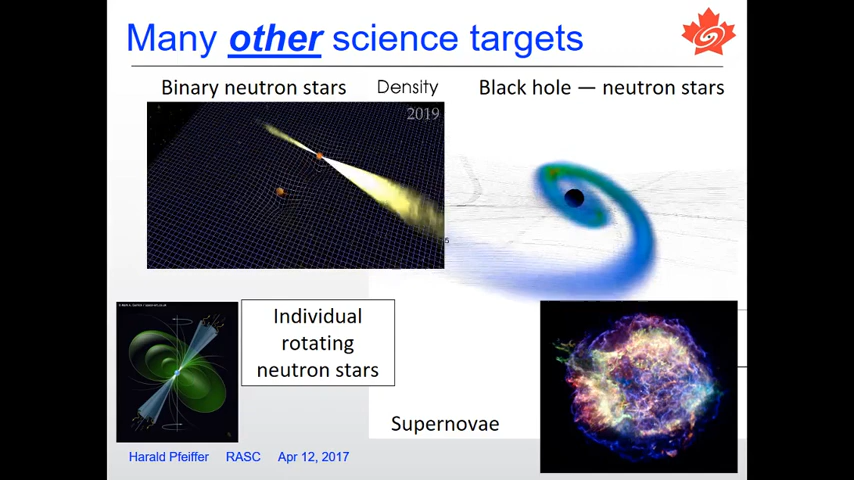 Many other science targets
Binary neutron stars
Density
Black hole — neutron stars
2019
5
Individual
rotating
neutron stars
Supernovae
Harald Pfeiffer RASC Apr 12, 2017